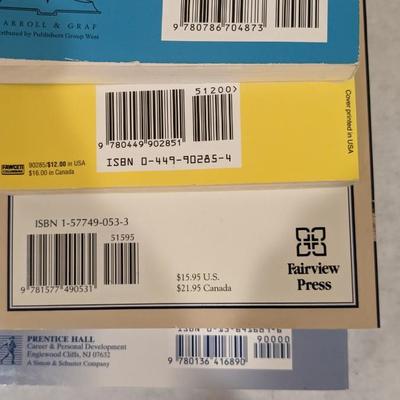 CARROLL & GRAF
Distributed by Publishers Group West
9 780786 704873
51200>
9 780449 902851
ISBN 0-449-90285-4
FAWCETT
90285/$12.00 in USA
$16.00 in Canada
Cover printed in USA
ISBN 1-57749-053-3
51595
9 781577 490531
$15.95 U.S.
$21.95 Canada
Fairview
Press
PRENTICE HALL
Career & Personal Development
Englewood Cliffs, NJ 07632
A Simon & Schuster Company
90000
9 780136 416890